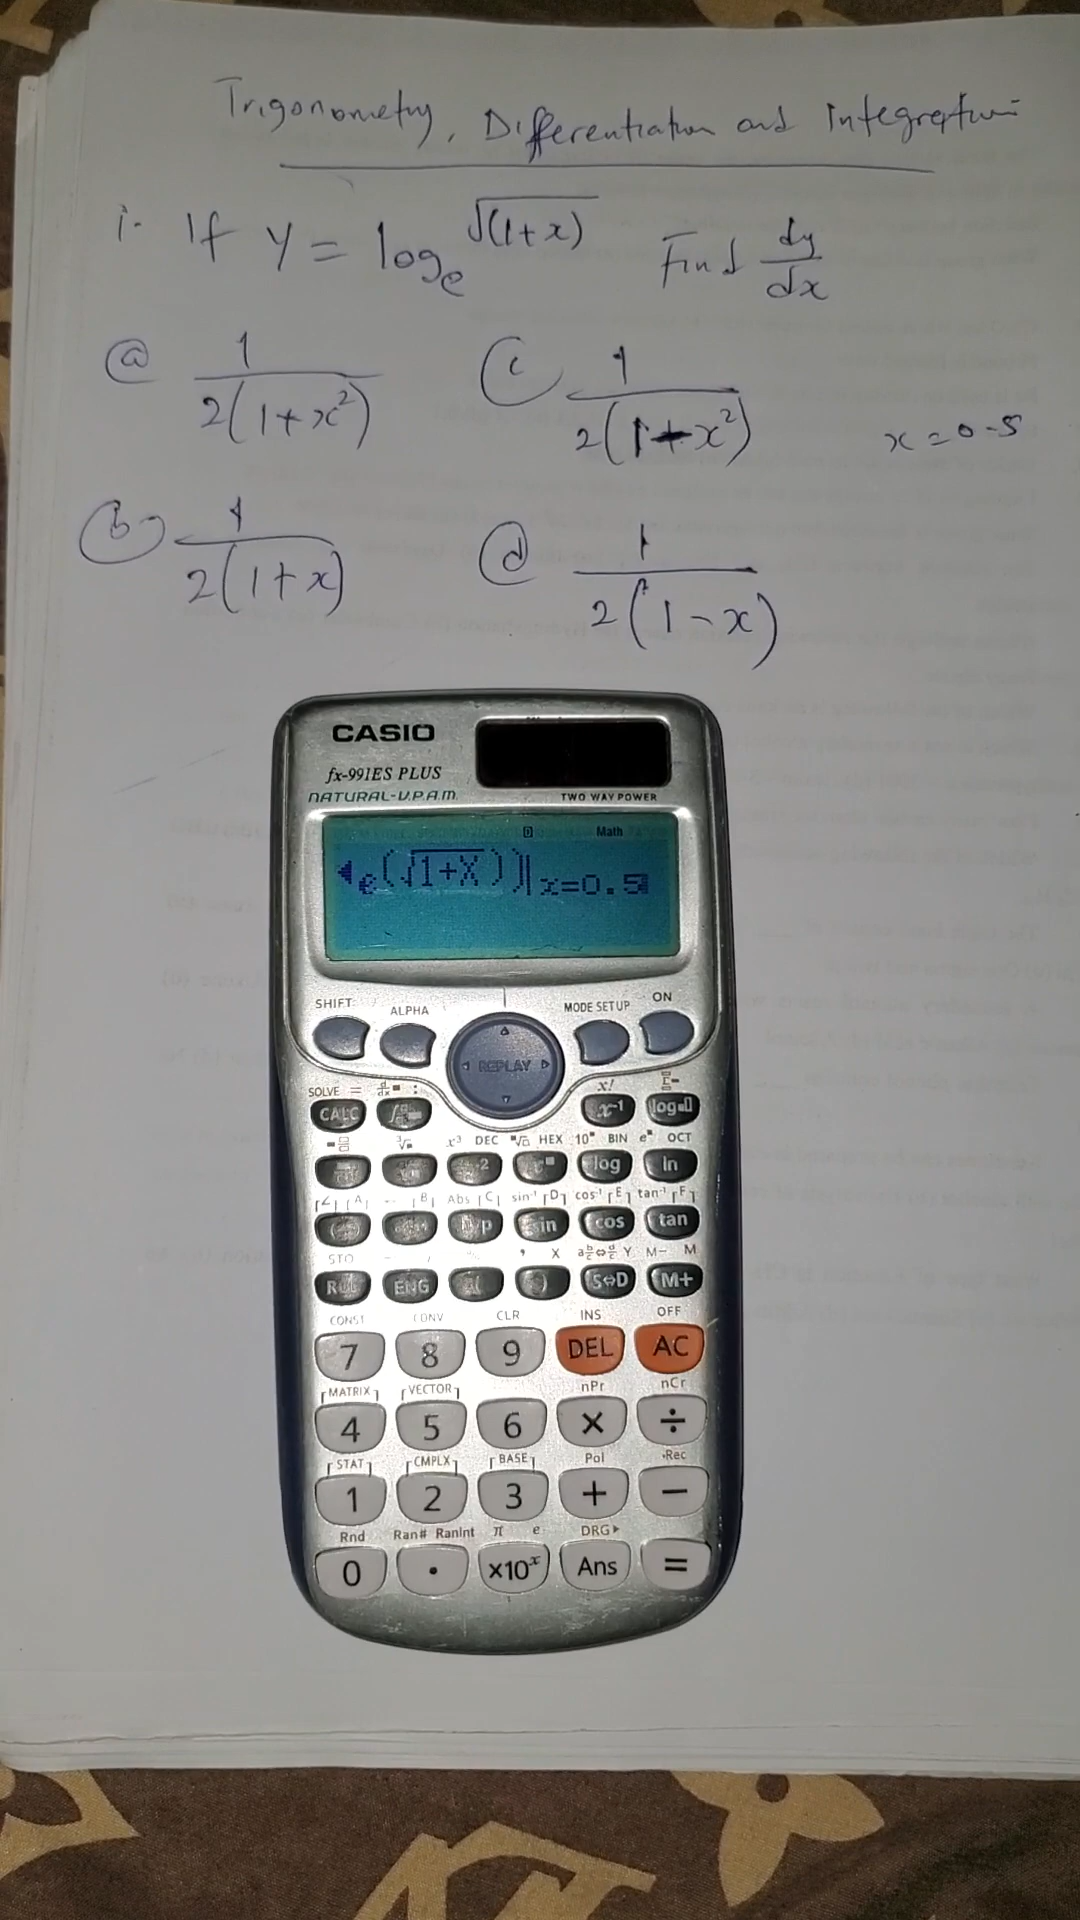 Trigonometry, Differentiation and Integration
1. If y = logₑ √(1+x) Find dy/dx
(a) 1/2(1+x²) (c) 1/2(1+x²) x = 0.5
(b) 1/2(1+x) (d) 1/2(1-x)
CASIO
fx-991ES PLUS
NATURAL-V.P.A.M.
TWO WAY POWER
D Math
◀e(√1+X))|x=0.5
SHIFT ALPHA MODE SETUP ON
REPLAY
SOLVE = d/dx : x! Σ
CALC x⁻¹ log
³√ x³ DEC HEX 10 BIN e OCT
log ln
A B Abs C sin⁻¹ D cos⁻¹ E tan⁻¹ F
sin cos tan
STO , X Y M- M
RCL ENG ( ) S⇔D M+
CONST CONV CLR INS OFF
7 8 9 DEL AC
MATRIX VECTOR nPr nCr
4 5 6 × ÷
STAT CMPLX BASE Pol Rec
1 2 3 + −
Rnd Ran# RanInt π e DRG▶
0 . ×10ˣ Ans =